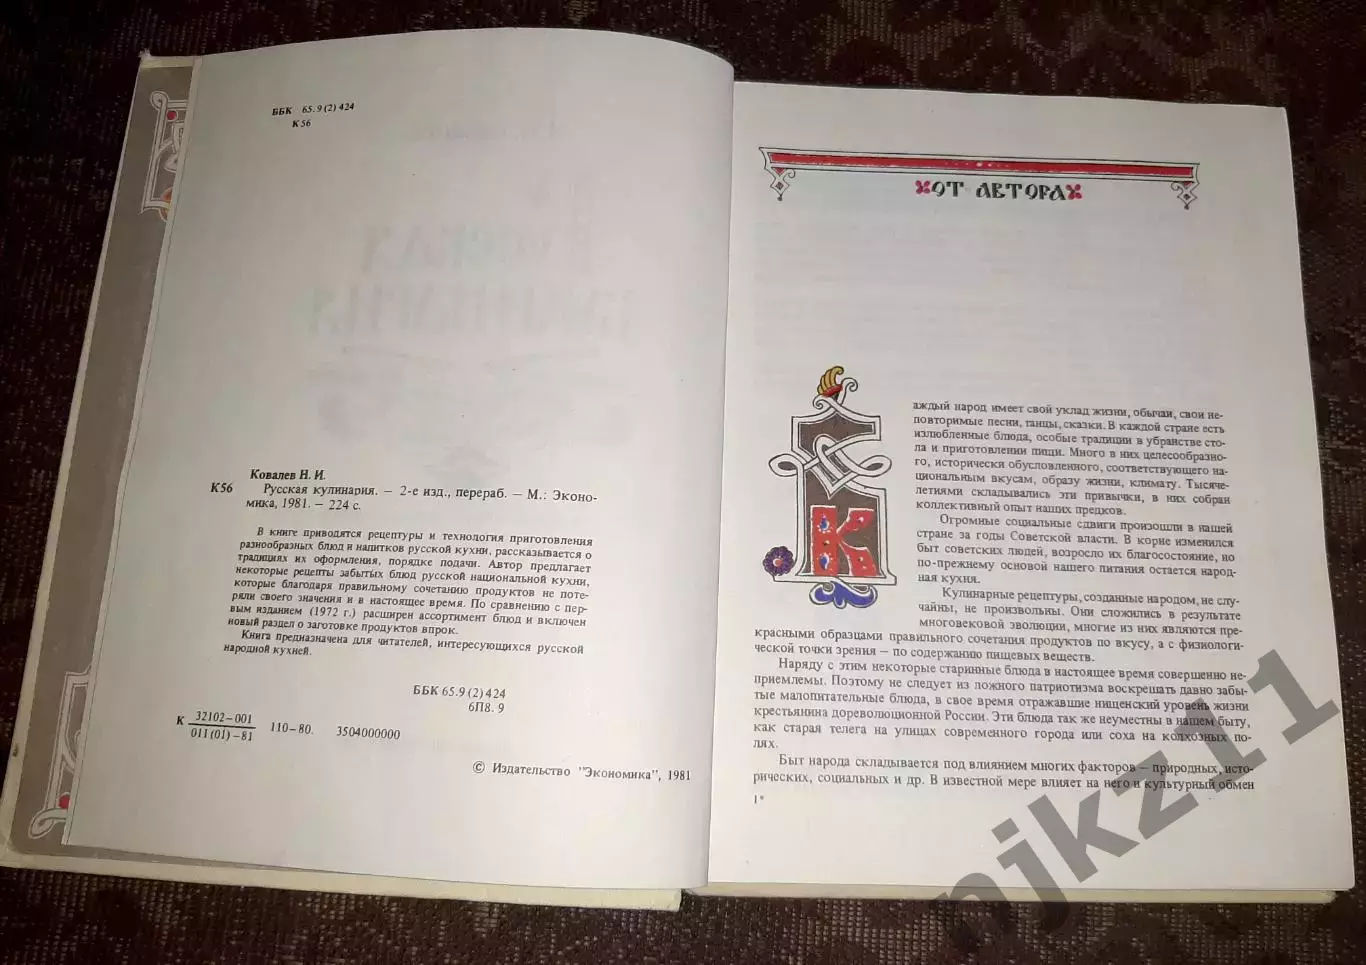 ББК 65.9(2)424
К56
Ковалев Н. И.
К56 Русская кулинария. — 2-е изд., перераб. — М.: Эконо-
мика, 1981. — 224 с.
В книге приводятся рецептуры и технология приготовления
разнообразных блюд и напитков русской кухни, рассказывается о
традициях их оформления, порядке подачи. Автор предлагает
некоторые рецепты забытых блюд русской национальной кухни,
которые благодаря правильному сочетанию продуктов не поте-
ряли своего значения и в настоящее время. По сравнению с пер-
вым изданием (1972 г.) расширен ассортимент блюд и включен
новый раздел о заготовке продуктов впрок.
Книга предназначена для читателей, интересующихся русской
народной кухней.
ББК 65.9(2)424
6П8.9
К 32102—001
011(01)—81 110—80. 3504000000
© Издательство "Экономика", 1981
ОТ АВТОРА
К
аждый народ имеет свой уклад жизни, обычаи, свои не-
повторимые песни, танцы, сказки. В каждой стране есть
излюбленные блюда, особые традиции в убранстве сто-
ла и приготовлении пищи. Много в них целесообразно-
го, исторически обусловленного, соответствующего на-
циональным вкусам, образу жизни, климату. Тысяче-
летиями складывались эти привычки, в них собран
коллективный опыт наших предков.
Огромные социальные сдвиги произошли в нашей
стране за годы Советской власти. В корне изменился
быт советских людей, возросло их благосостояние, но
по-прежнему основой нашего питания остается народ-
ная кухня.
Кулинарные рецептуры, созданные народом, не слу-
чайны, не произвольны. Они сложились в результате
многовековой эволюции, многие из них являются пре-
красными образцами правильного сочетания продуктов по вкусу, а с физиологи-
ческой точки зрения — по содержанию пищевых веществ.
Наряду с этим некоторые старинные блюда в настоящее время совершенно не-
приемлемы. Поэтому не следует из ложного патриотизма воскрешать давно забы-
тые малопитательные блюда, в свое время отражавшие нищенский уровень жизни
крестьянина дореволюционной России. Эти блюда так же неуместны в нашем быту,
как старая телега на улицах современного города или соха на колхозных по-
лях.
Быт народа складывается под влиянием многих факторов — природных, исто-
рических, социальных и др. В известной мере влияет на него и культурный обмен
1*
njkz111